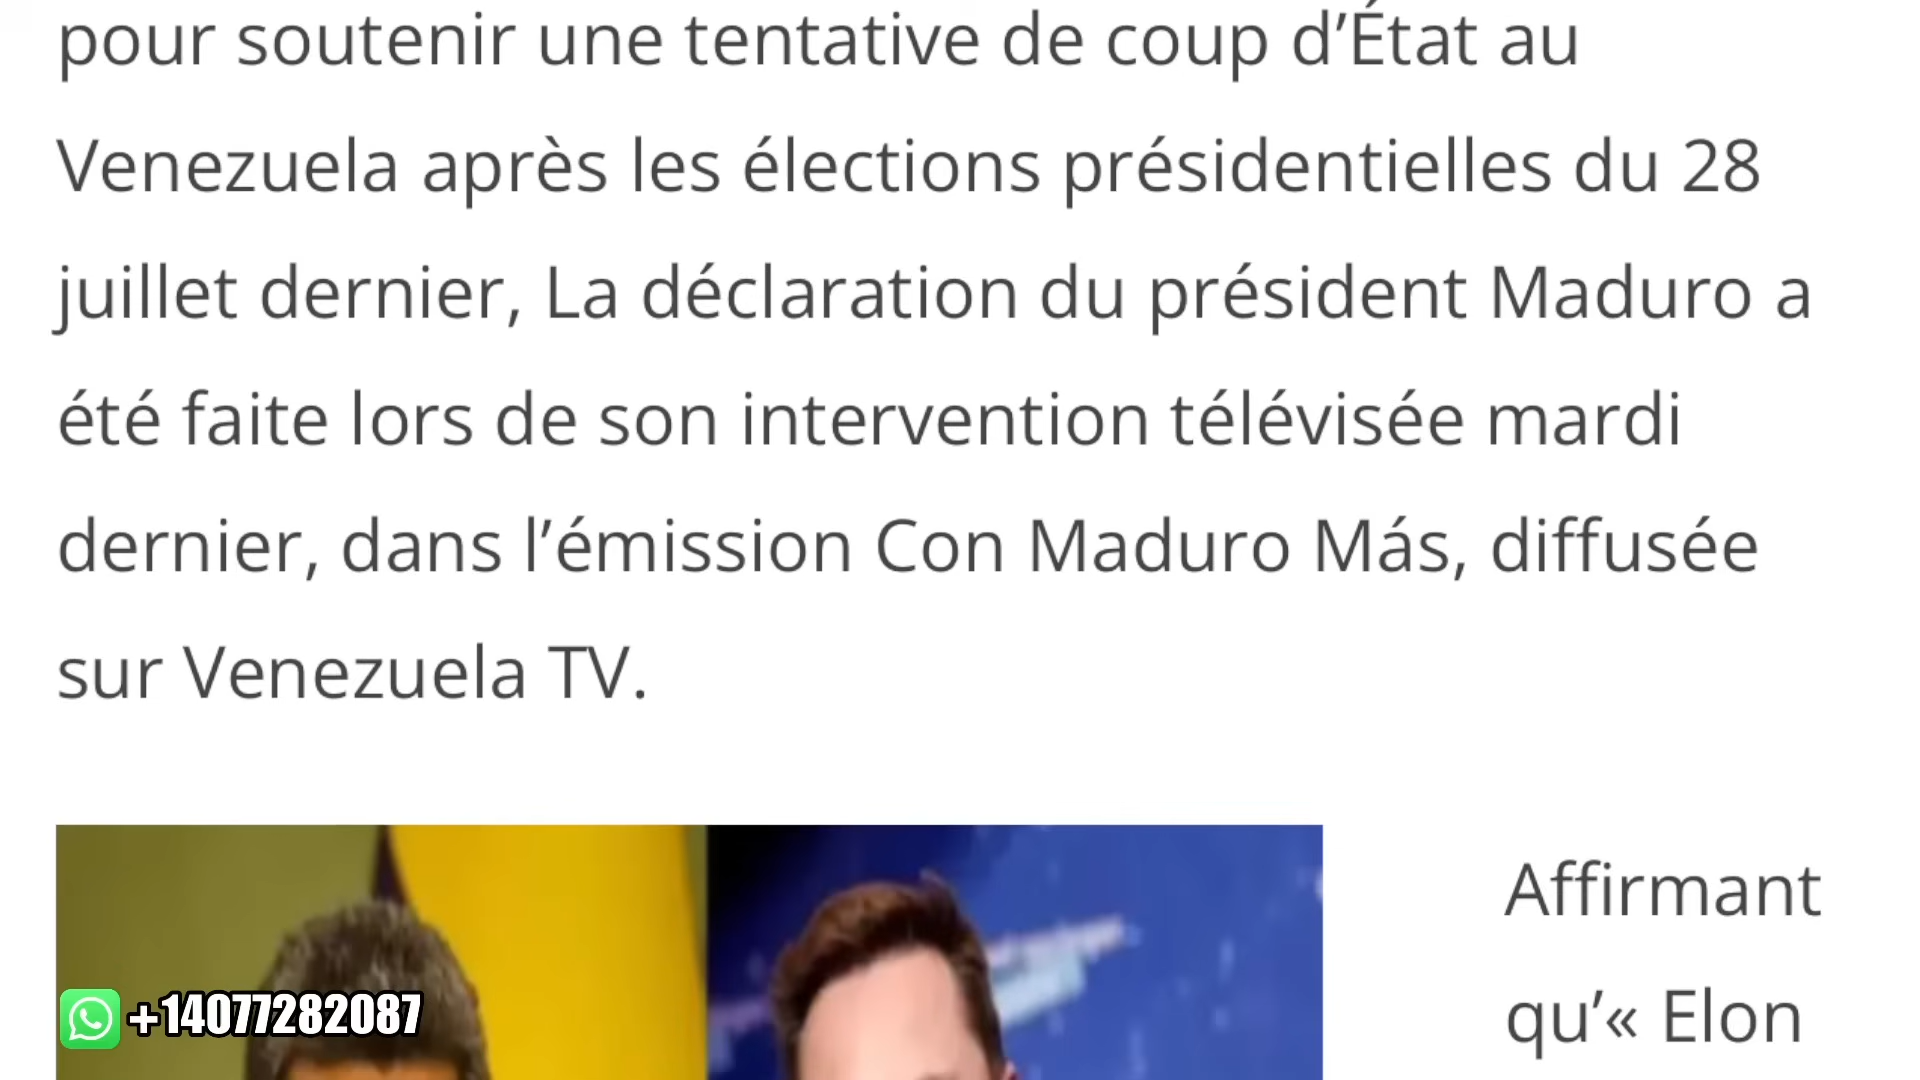 pour soutenir une tentative de coup d’État au
Venezuela après les élections présidentielles du 28
juillet dernier, La déclaration du président Maduro a
été faite lors de son intervention télévisée mardi
dernier, dans l’émission Con Maduro Más, diffusée
sur Venezuela TV.
Affirmant
qu’« Elon
+14077282087